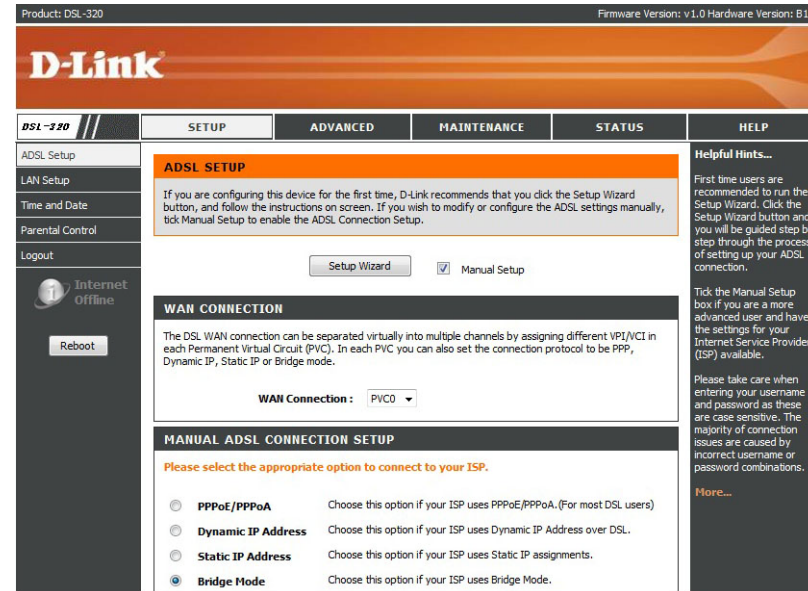 Product: DSL-320
Firmware Version: v1.0 Hardware Version: B1
D-Link
DSL-320
SETUP
ADVANCED
MAINTENANCE
STATUS
HELP
ADSL Setup
LAN Setup
Time and Date
Parental Control
Logout
Internet
Offline
Reboot
ADSL SETUP
If you are configuring this device for the first time, D-Link recommends that you click the Setup Wizard
button, and follow the instructions on screen. If you wish to modify or configure the ADSL settings manually,
tick Manual Setup to enable the ADSL Connection Setup.
Setup Wizard
Manual Setup
WAN CONNECTION
The DSL WAN connection can be separated virtually into multiple channels by assigning different VPI/VCI in
each Permanent Virtual Circuit (PVC). In each PVC you can also set the connection protocol to be PPP,
Dynamic IP, Static IP or Bridge mode.
WAN Connection : PVC0
MANUAL ADSL CONNECTION SETUP
Please select the appropriate option to connect to your ISP.
PPPoE/PPPoA Choose this option if your ISP uses PPPoE/PPPoA.(For most DSL users)
Dynamic IP Address Choose this option if your ISP uses Dynamic IP Address over DSL.
Static IP Address Choose this option if your ISP uses Static IP assignments.
Bridge Mode Choose this option if your ISP uses Bridge Mode.
Helpful Hints...
First time users are
recommended to run the
Setup Wizard. Click the
Setup Wizard button and
you will be guided step b
step through the process
of setting up your ADSL
connection.
Tick the Manual Setup
box if you are a more
advanced user and have
the settings for your
Internet Service Provider
(ISP) available.
Please take care when
entering your username
and password as these
are case sensitive. The
majority of connection
issues are caused by
incorrect username or
password combinations.
More...